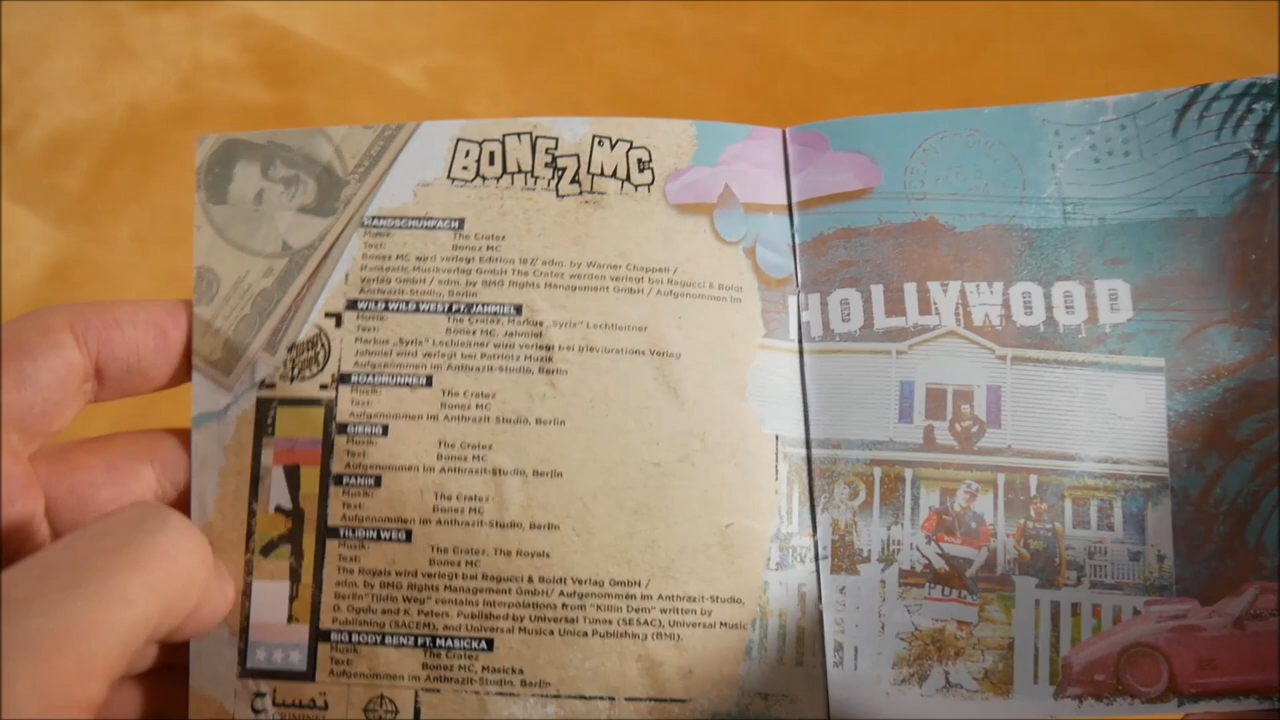 BONEZ MC
HANDSCHUHFACH
Musik: The Cratez
Text: Bonez MC
Bonez MC wird verlegt Edition 187/ adm. by Warner Chappell /
Hanseatic Musikverlag GmbH The Cratez werden verlegt bei Ragucci & Boldt
Verlag GmbH / adm. by BMG Rights Management GmbH / Aufgenommen im
Anthrazit-Studio, Berlin
WILD WILD WEST FT. JAHMIEL
Musik: The Cratez, Markus „Syrix“ Lechtleitner
Text: Bonez MC, Jahmiel
Markus „Syrix“ Lechleitner wird verlegt bei Irievibrations Verlag
Jahmiel wird verlegt bei Patriotz Muzik
Aufgenommen im Anthrazit-Studio, Berlin
ROADRUNNER
Musik: The Cratez
Text: Bonez MC
Aufgenommen im Anthrazit-Studio, Berlin
GIERIG
Musik: The Cratez
Text: Bonez MC
Aufgenommen im Anthrazit-Studio, Berlin
PANIK
Musik: The Cratez
Text: Bonez MC
Aufgenommen im Anthrazit-Studio, Berlin
TILIDIN WEG
Musik: The Cratez, The Royals
Text: Bonez MC
The Royals wird verlegt bei Ragucci & Boldt Verlag GmbH /
adm. by BMG Rights Management GmbH/ Aufgenommen im Anthrazit-Studio,
Berlin"Tildin Weg" contains interpolations from "Killin Dem" written by
D. Ogulu and K. Peters. Published by Universal Tunes (SESAC), Universal Music
Publishing (SACEM), and Universal Musica Unica Publishing (BMI).
BIG BODY BENZ FT. MASICKA
Musik: The Cratez
Text: Bonez MC, Masicka
Aufgenommen im Anthrazit-Studio, Berlin
تمساح
HOLLYWOOD
POLO
POLO